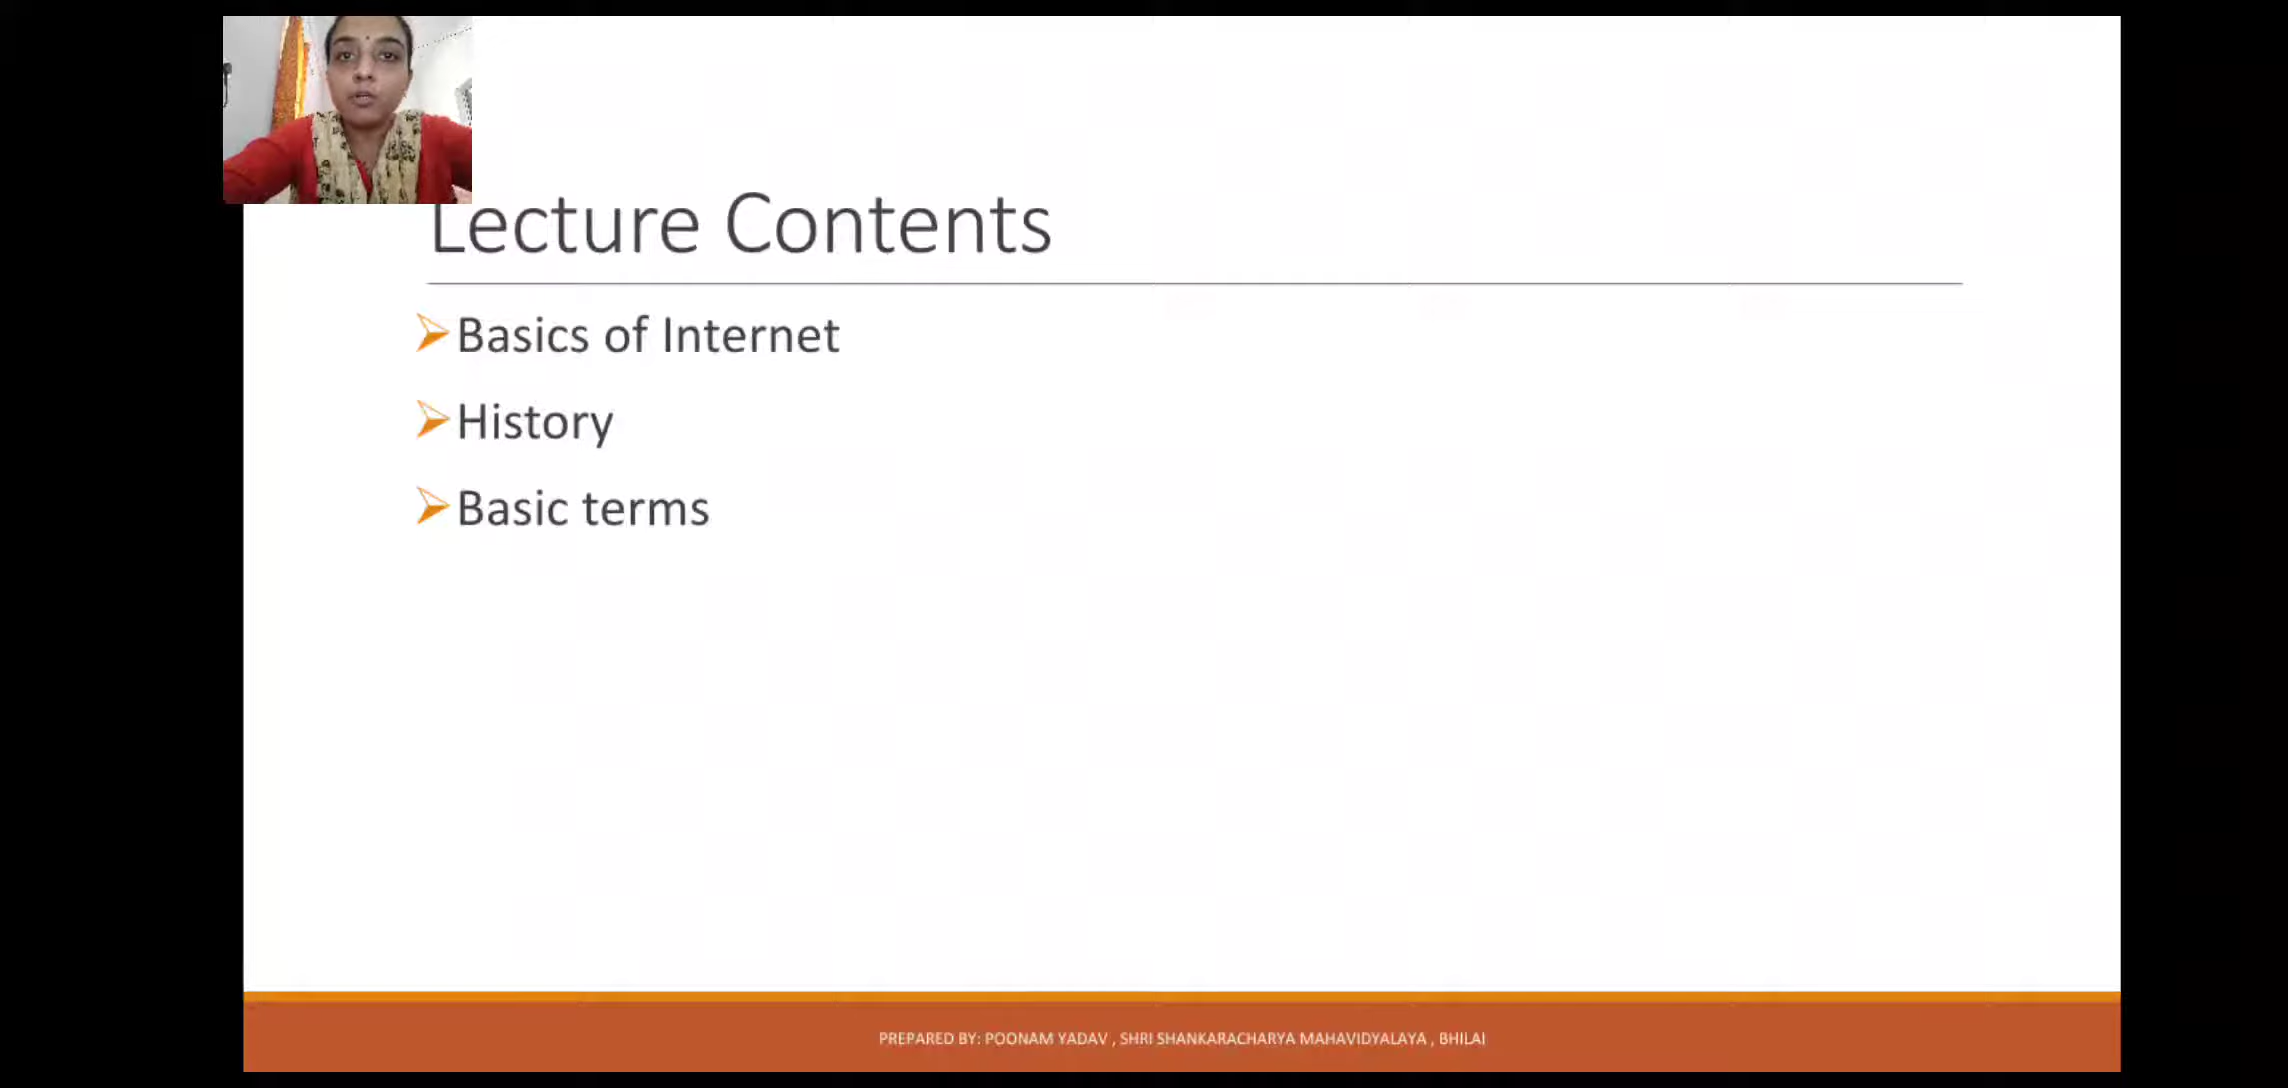 Lecture Contents
Basics of Internet
History
Basic terms
PREPARED BY: POONAM YADAV , SHRI SHANKARACHARYA MAHAVIDYALAYA , BHILAI